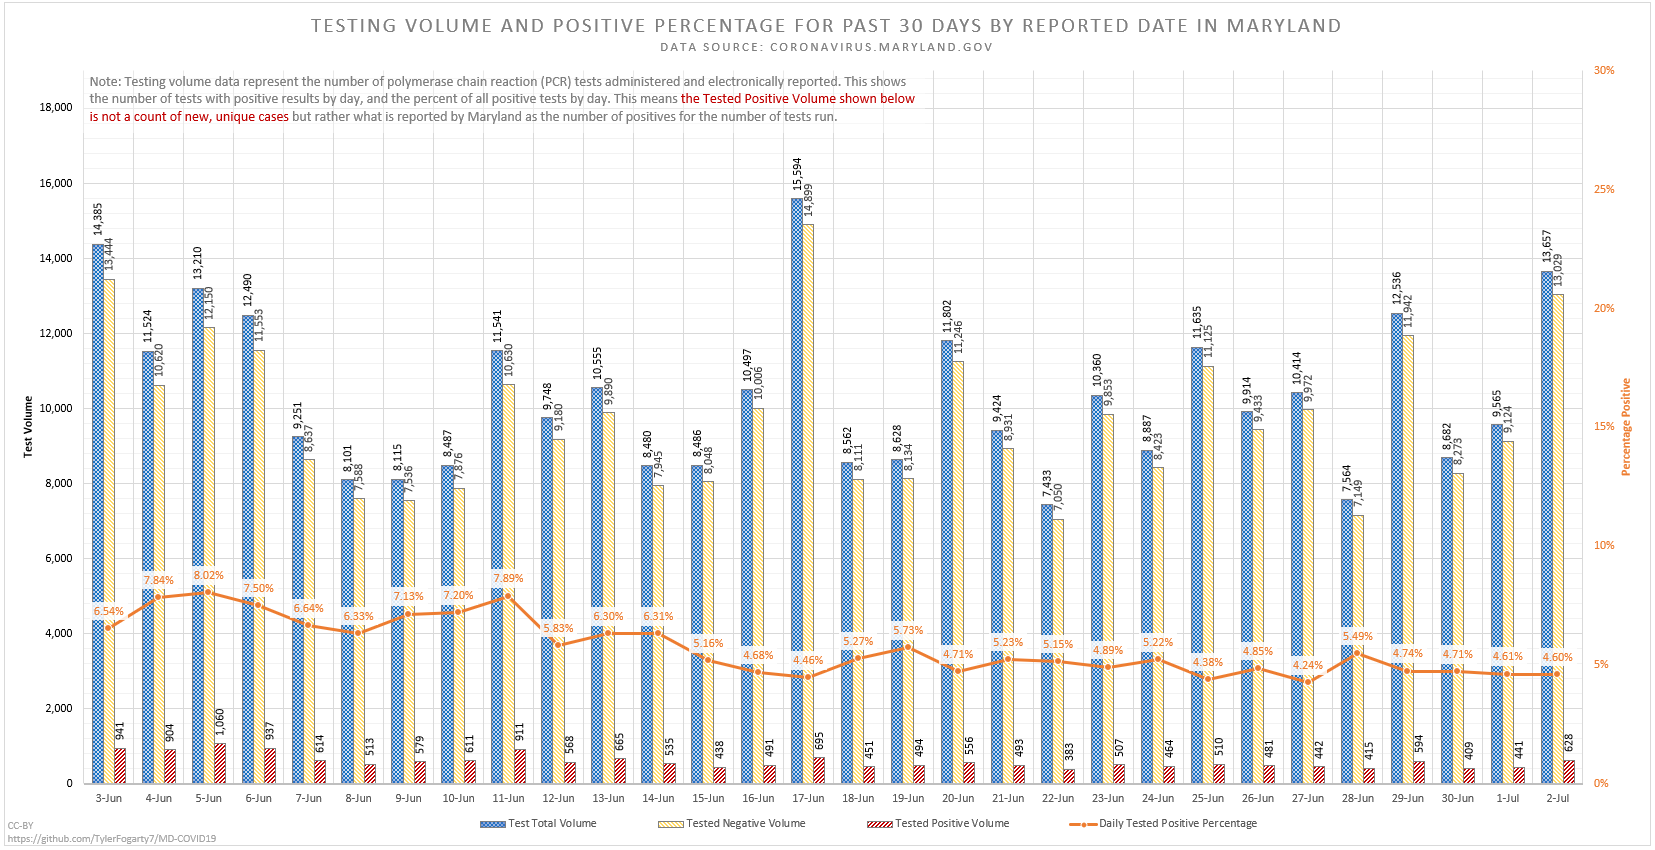 TESTING VOLUME AND POSITIVE PERCENTAGE FOR PAST 30 DAYS BY REPORTED DATE IN MARYLAND
DATA SOURCE: CORONAVIRUS.MARYLAND.GOV
Note: Testing volume data represent the number of polymerase chain reaction (PCR) tests administered and electronically reported. This shows
the number of tests with positive results by day, and the percent of all positive tests by day. This means the Tested Positive Volume shown below
is not a count of new, unique cases but rather what is reported by Maryland as the number of positives for the number of tests run.
Test Volume
18,000
16,000
14,000
12,000
10,000
8,000
6,000
4,000
2,000
0
30%
25%
20%
15%
10%
5%
0%
Percentage Positive
14,385 13,444 6.54% 941
11,524 10,620 7.84% 904
13,210 12,150 8.02% 1,060
12,490 11,553 7.50% 937
9,251 8,637 6.64% 614
8,101 7,588 6.33% 513
8,115 7,536 7.13% 579
8,487 7,876 7.20% 611
11,541 10,630 7.89% 911
9,748 9,180 5.83% 568
10,555 9,890 6.30% 665
8,480 7,945 6.31% 535
8,486 8,048 5.16% 438
10,497 10,006 4.68% 491
15,594 14,899 4.46% 695
8,562 8,111 5.27% 451
8,628 8,134 5.73% 494
11,802 11,246 4.71% 556
9,424 8,931 5.23% 493
7,433 7,050 5.15% 383
10,360 9,853 4.89% 507
8,887 8,423 5.22% 464
11,635 11,125 4.38% 510
9,914 9,433 4.85% 481
10,414 9,972 4.24% 442
7,564 7,149 5.49% 415
12,536 11,942 4.74% 594
8,682 8,273 4.71% 409
9,565 9,124 4.61% 441
13,657 13,029 4.60% 628
3-Jun 4-Jun 5-Jun 6-Jun 7-Jun 8-Jun 9-Jun 10-Jun 11-Jun 12-Jun 13-Jun 14-Jun 15-Jun 16-Jun 17-Jun 18-Jun 19-Jun 20-Jun 21-Jun 22-Jun 23-Jun 24-Jun 25-Jun 26-Jun 27-Jun 28-Jun 29-Jun 30-Jun 1-Jul 2-Jul
Test Total Volume Tested Negative Volume Tested Positive Volume Daily Tested Positive Percentage
CC-BY
https://github.com/TylerFogarty7/MD-COVID19